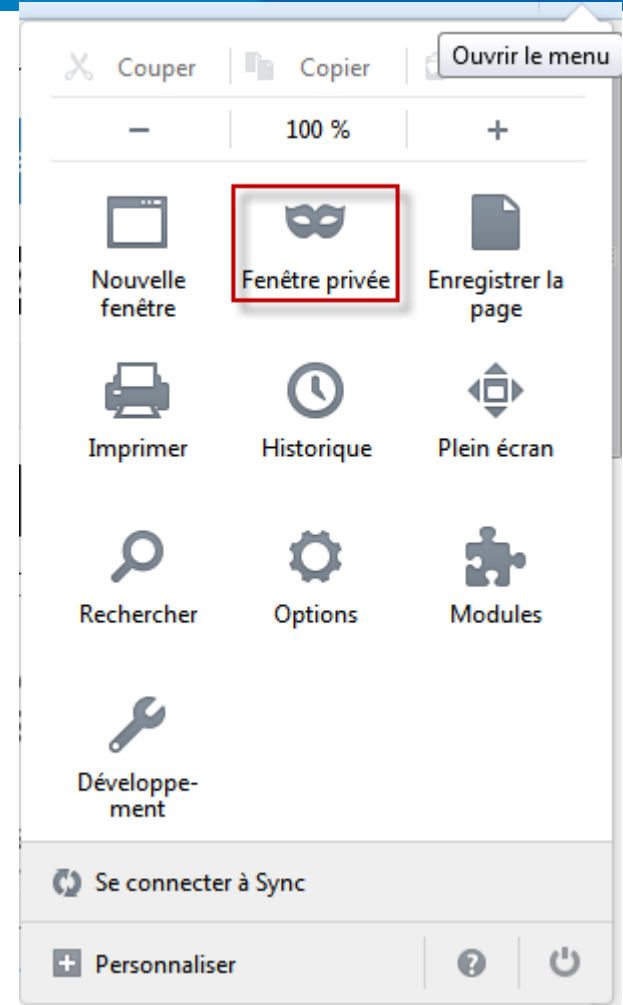 Couper Copier Ouvrir le menu
− 100 % +
Nouvelle fenêtre
Fenêtre privée
Enregistrer la page
Imprimer Historique Plein écran
Rechercher Options Modules
Développe-
ment
Se connecter à Sync
Personnaliser ?